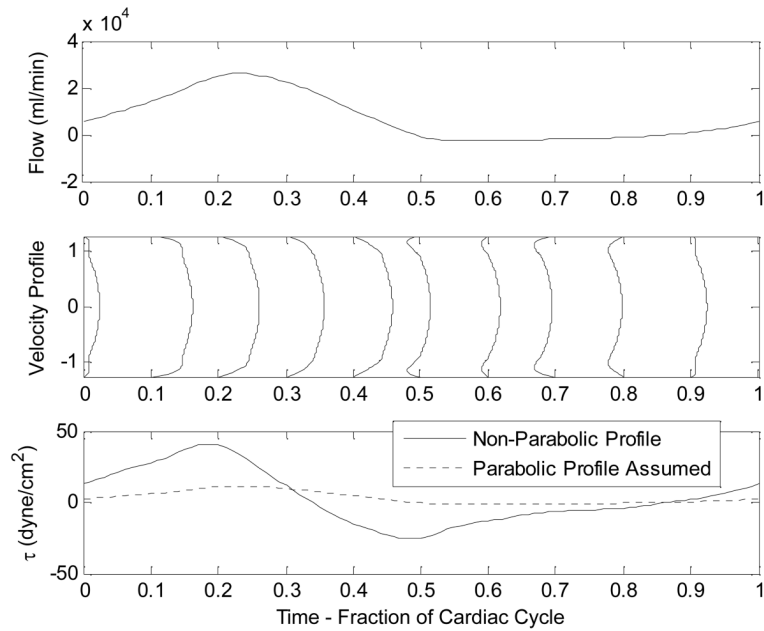 x 10^4
Flow (ml/min)
4
2
0
-2
0 0.1 0.2 0.3 0.4 0.5 0.6 0.7 0.8 0.9 1
Velocity Profile
1
0
-1
0 0.1 0.2 0.3 0.4 0.5 0.6 0.7 0.8 0.9 1
τ (dyne/cm²)
50
0
-50
Non-Parabolic Profile
Parabolic Profile Assumed
0 0.1 0.2 0.3 0.4 0.5 0.6 0.7 0.8 0.9 1
Time - Fraction of Cardiac Cycle